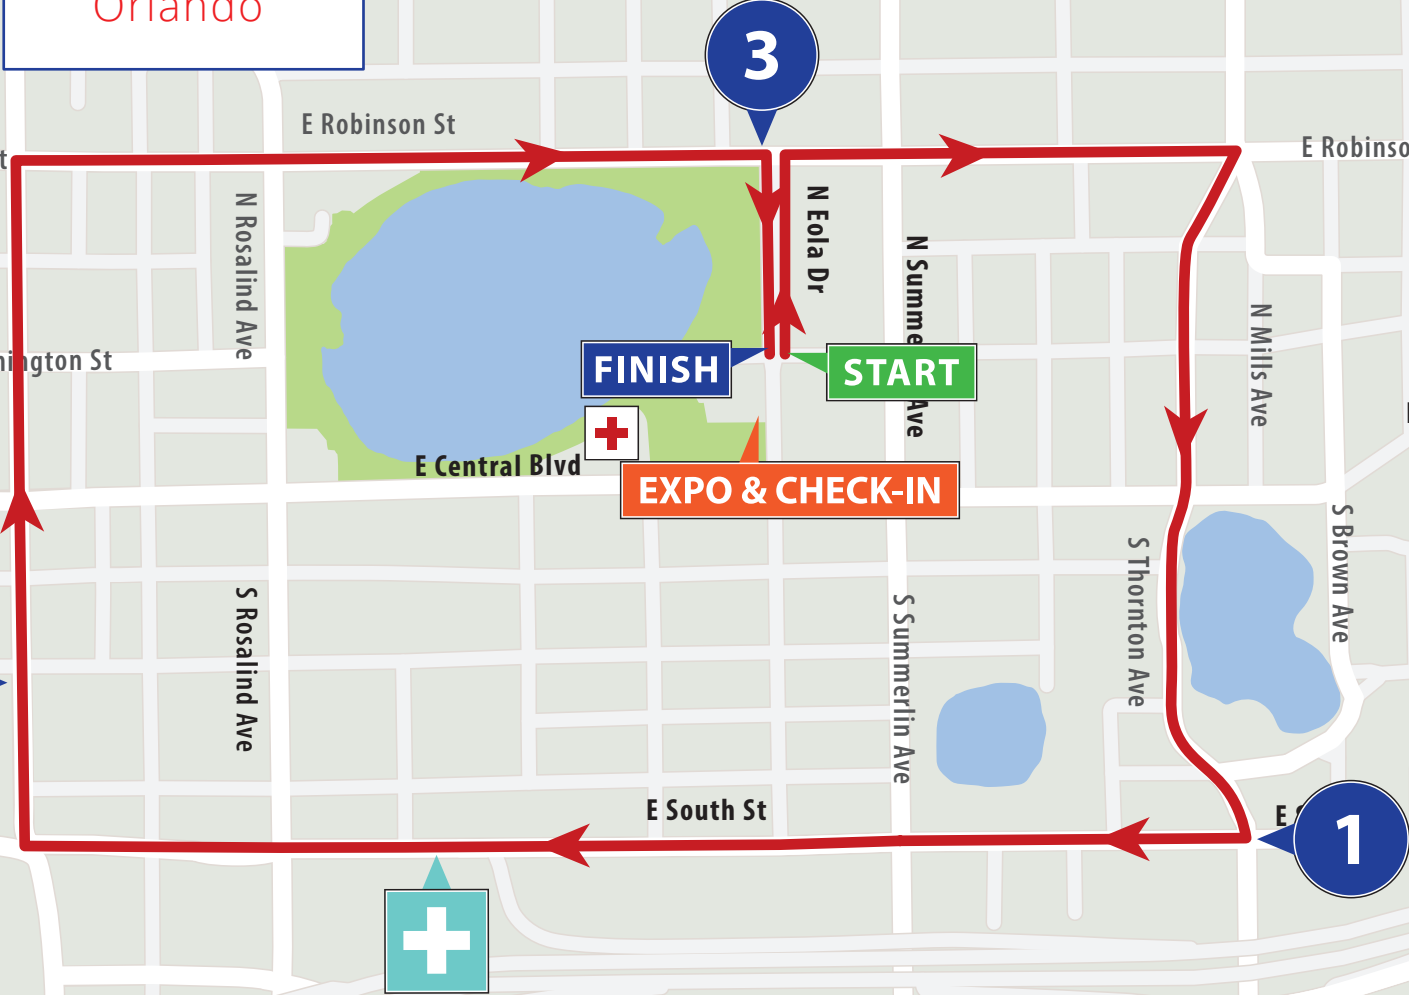 Orlando
3
E Robinson St
E Robinso
t
N Rosalind Ave
N Eola Dr
N Summe
Ave
N Mills Ave
hington St
FINISH
START
E Central Blvd
EXPO & CHECK-IN
S Rosalind Ave
S Summerlin Ave
S Thornton Ave
S Brown Ave
E South St
E S
1